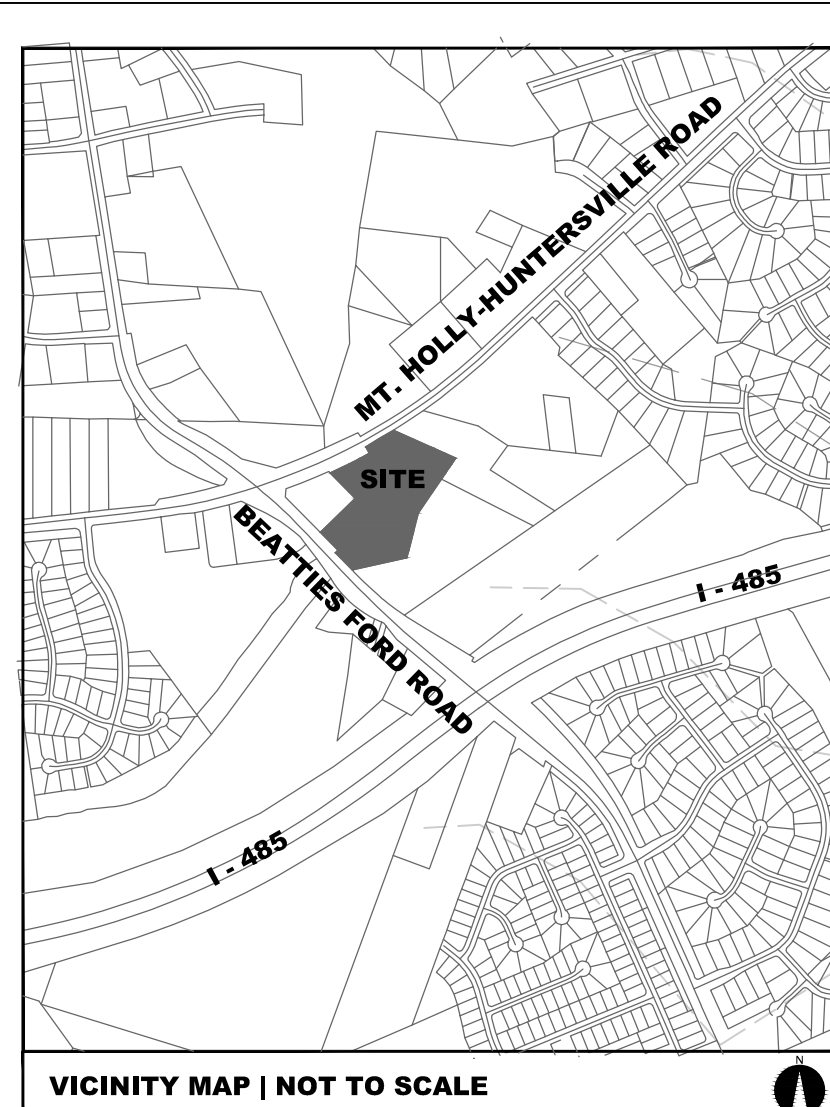 MT. HOLLY-HUNTERSVILLE ROAD
SITE
BEATTIES FORD ROAD
I - 485
I - 485
VICINITY MAP | NOT TO SCALE
N